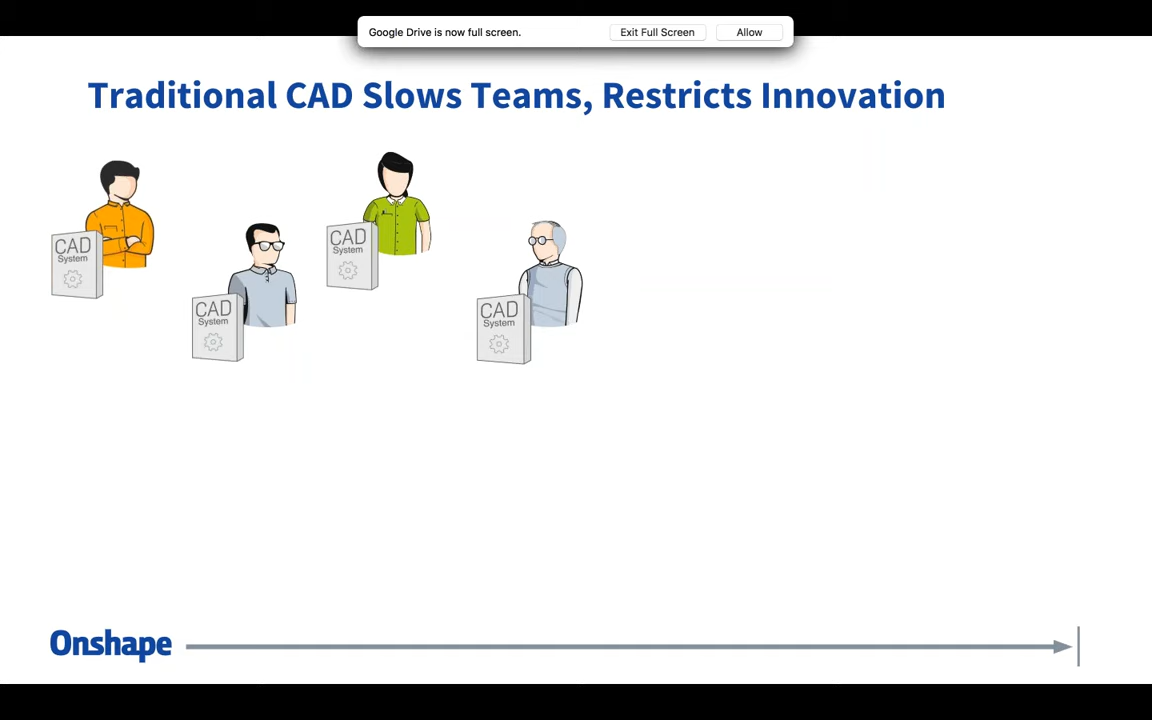 Google Drive is now full screen.
Exit Full Screen
Allow
Traditional CAD Slows Teams, Restricts Innovation
CAD
System
CAD
System
CAD
System
CAD
System
Onshape